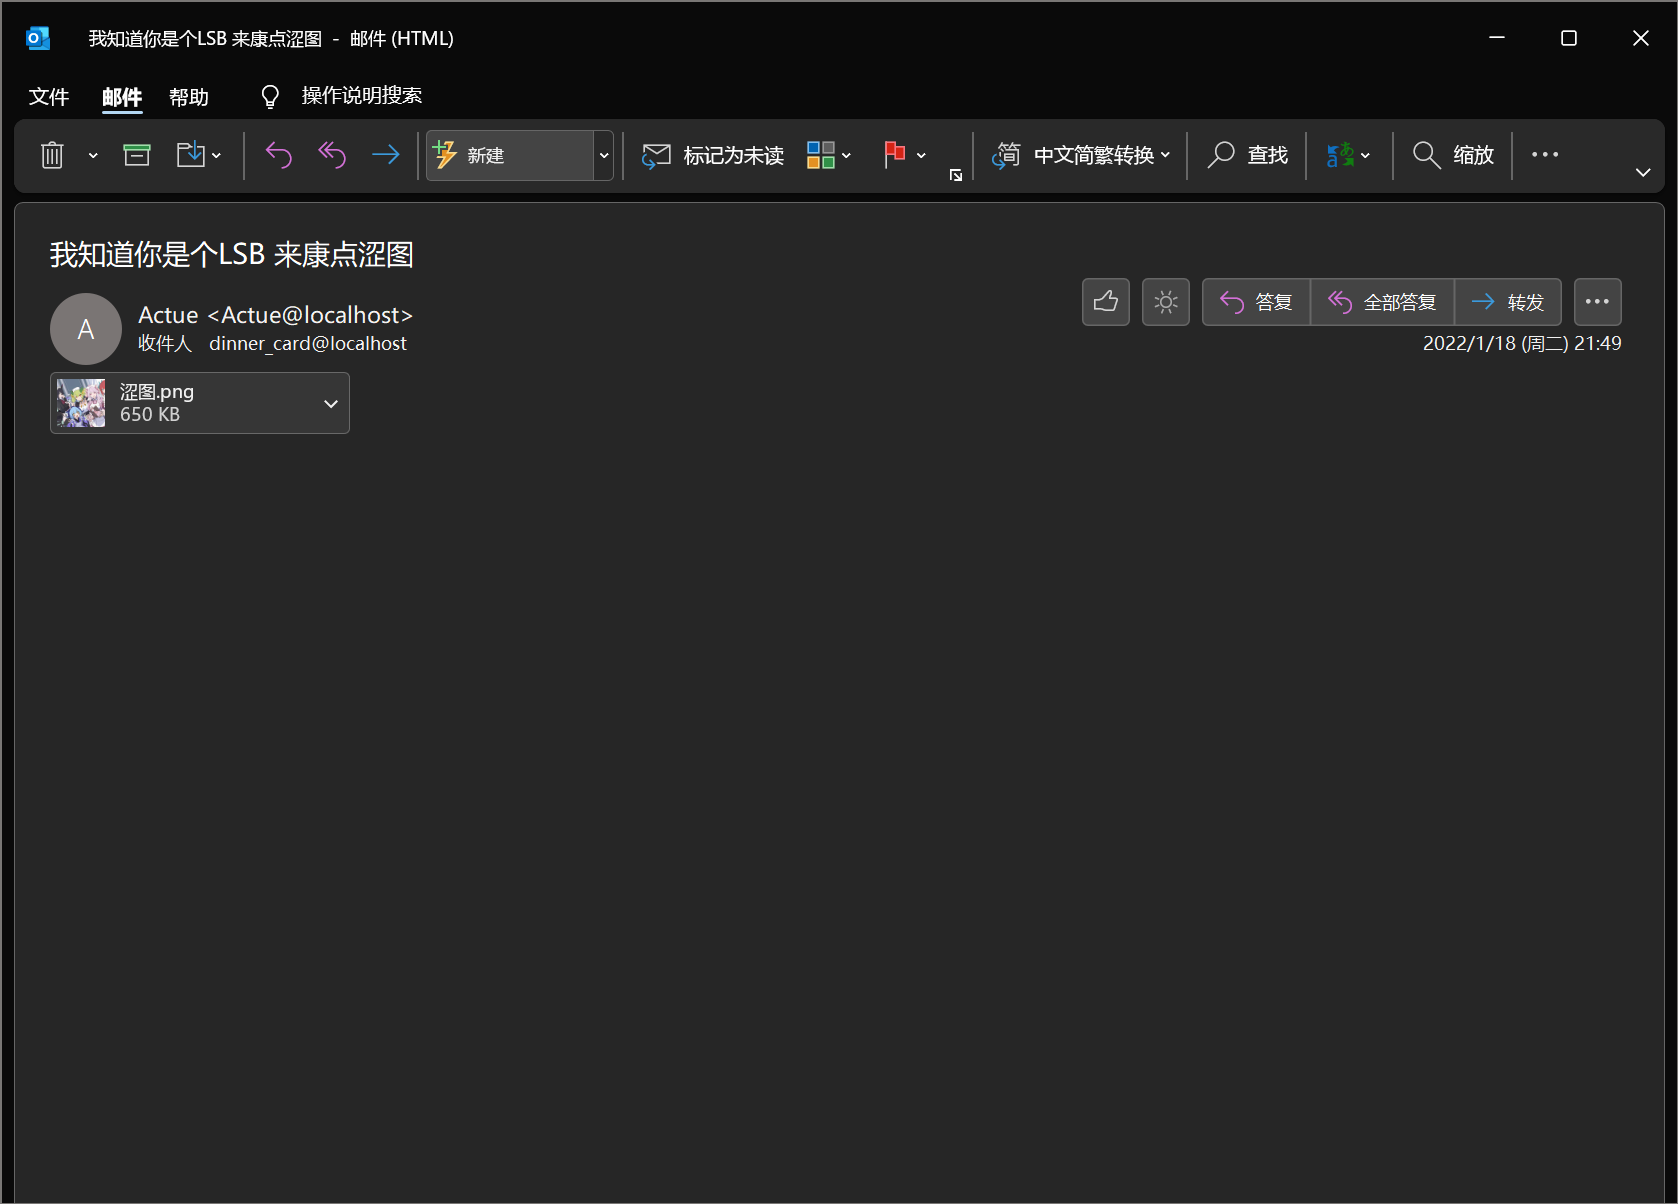 我知道你是个LSB 来康点涩图 - 邮件 (HTML)
文件 邮件 帮助 操作说明搜索
新建 标记为未读 简 中文简繁转换 查找 aあ 缩放
我知道你是个LSB 来康点涩图
A
Actue <Actue@localhost>
收件人 dinner_card@localhost
答复 全部答复 转发
2022/1/18 (周二) 21:49
涩图.png
650 KB